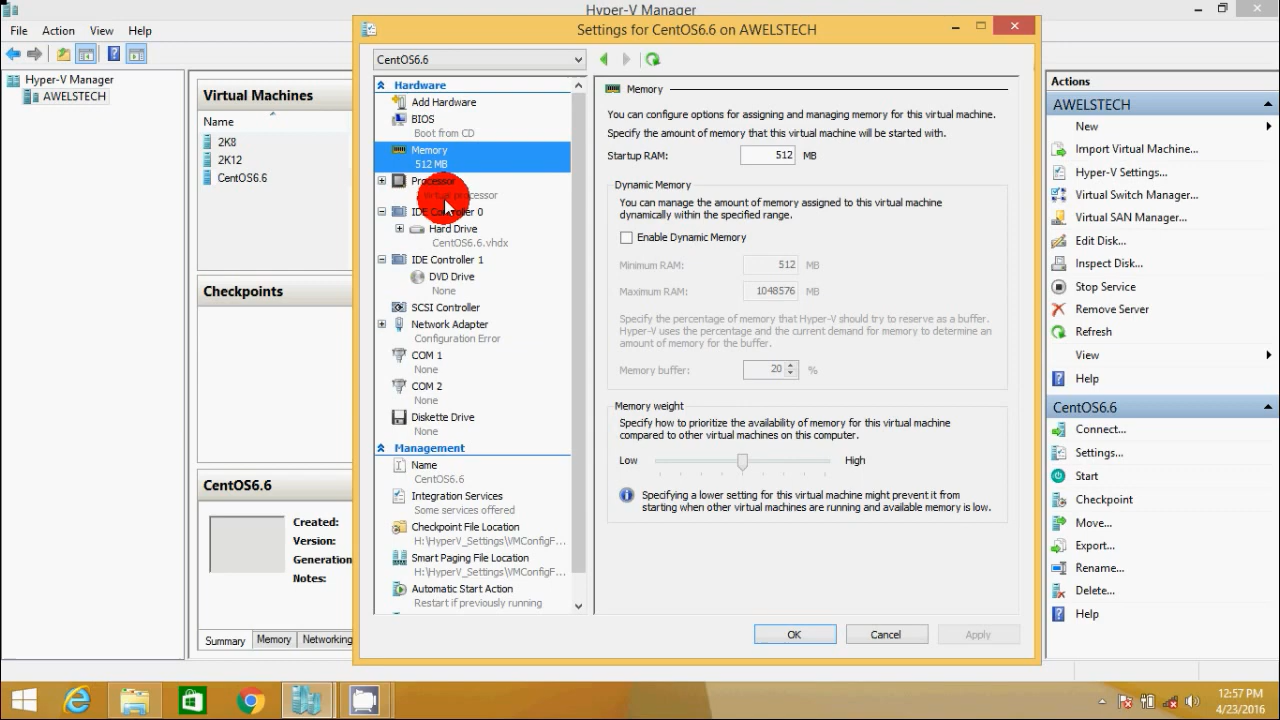 Hyper-V Manager
File Action View Help
Hyper-V Manager
AWELSTECH
Virtual Machines
Name
2K8
2K12
CentOS6.6
Checkpoints
CentOS6.6
Created:
Version:
Generation
Notes:
Summary Memory Networking
Settings for CentOS6.6 on AWELSTECH
CentOS6.6
Hardware
Add Hardware
BIOS
Boot from CD
Memory
512 MB
Processor
Virtual processor
IDE Controller 0
Hard Drive
CentOS6.6.vhdx
IDE Controller 1
DVD Drive
None
SCSI Controller
Network Adapter
Configuration Error
COM 1
None
COM 2
None
Diskette Drive
None
Management
Name
CentOS6.6
Integration Services
Some services offered
Checkpoint File Location
H:\HyperV_Settings\VMConfigF...
Smart Paging File Location
H:\HyperV_Settings\VMConfigF...
Automatic Start Action
Restart if previously running
Memory
You can configure options for assigning and managing memory for this virtual machine.
Specify the amount of memory that this virtual machine will be started with.
Startup RAM: 512 MB
Dynamic Memory
You can manage the amount of memory assigned to this virtual machine
dynamically within the specified range.
Enable Dynamic Memory
Minimum RAM: 512 MB
Maximum RAM: 1048576 MB
Specify the percentage of memory that Hyper-V should try to reserve as a buffer.
Hyper-V uses the percentage and the current demand for memory to determine an
amount of memory for the buffer.
Memory buffer: 20 %
Memory weight
Specify how to prioritize the availability of memory for this virtual machine
compared to other virtual machines on this computer.
Low High
Specifying a lower setting for this virtual machine might prevent it from
starting when other virtual machines are running and available memory is low.
OK Cancel Apply
Actions
AWELSTECH
New
Import Virtual Machine...
Hyper-V Settings...
Virtual Switch Manager...
Virtual SAN Manager...
Edit Disk...
Inspect Disk...
Stop Service
Remove Server
Refresh
View
Help
CentOS6.6
Connect...
Settings...
Start
Checkpoint
Move...
Export...
Rename...
Delete...
Help
12:57 PM
4/23/2016